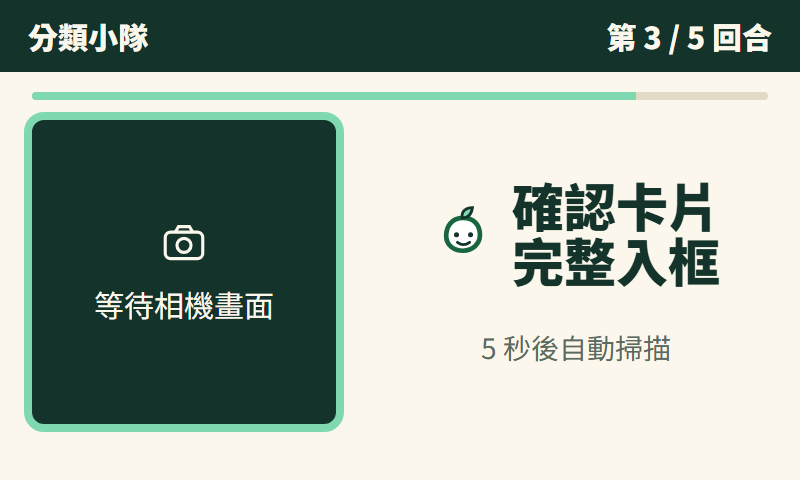 分類小隊
第 3 / 5 回合
等待相機畫面
確認卡片
完整入框
5 秒後自動掃描